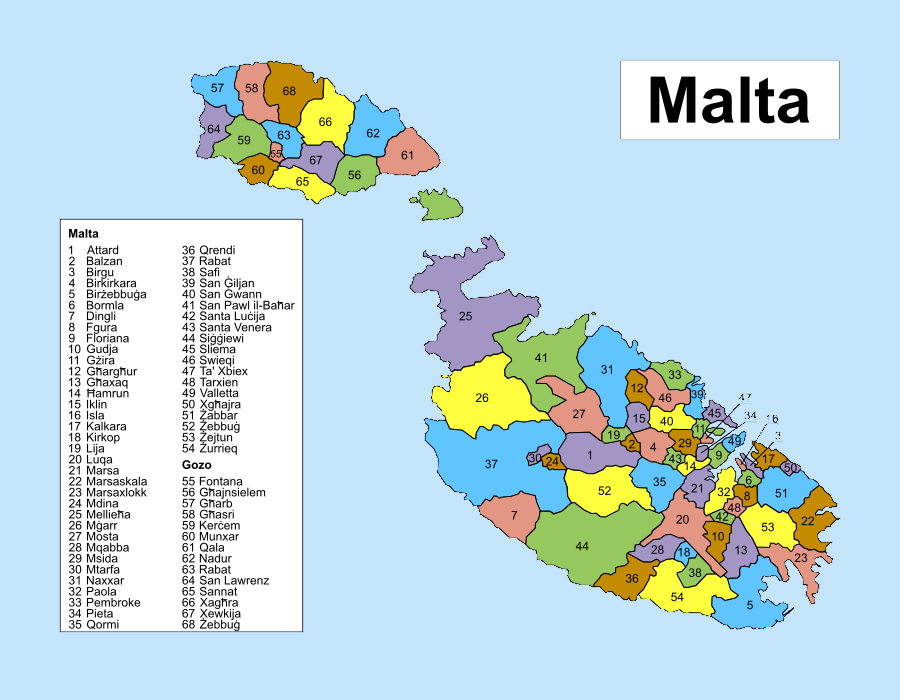 Malta
57
58
68
66
64
59
63
62
55
67
61
60
65
56
Malta
1 Attard
2 Balzan
3 Birgu
4 Birkirkara
5 Birżebbuġa
6 Bormla
7 Dingli
8 Fgura
9 Floriana
10 Gudja
11 Gżira
12 Għargħur
13 Għaxaq
14 Ħamrun
15 Iklin
16 Isla
17 Kalkara
18 Kirkop
19 Lija
20 Luqa
21 Marsa
22 Marsaskala
23 Marsaxlokk
24 Mdina
25 Mellieħa
26 Mġarr
27 Mosta
28 Mqabba
29 Msida
30 Mtarfa
31 Naxxar
32 Paola
33 Pembroke
34 Pieta
35 Qormi
36 Qrendi
37 Rabat
38 Safi
39 San Ġiljan
40 San Ġwann
41 San Pawl il-Baħar
42 Santa Luċija
43 Santa Venera
44 Siġġiewi
45 Sliema
46 Swieqi
47 Ta' Xbiex
48 Tarxien
49 Valletta
50 Xgħajra
51 Żabbar
52 Żebbuġ
53 Żejtun
54 Żurrieq
Gozo
55 Fontana
56 Għajnsielem
57 Għarb
58 Għasri
59 Kerċem
60 Munxar
61 Qala
62 Nadur
63 Rabat
64 San Lawrenz
65 Sannat
66 Xagħra
67 Xewkija
68 Żebbuġ
25
41
31
33
12
46
39
26
27
15
40
45
47
34
16
3
11
19
2
4
29
49
37
30
24
1
43
14
9
17
50
35
21
6
52
32
8
51
7
48
42
20
22
53
10
44
28
18
13
23
36
38
54
5